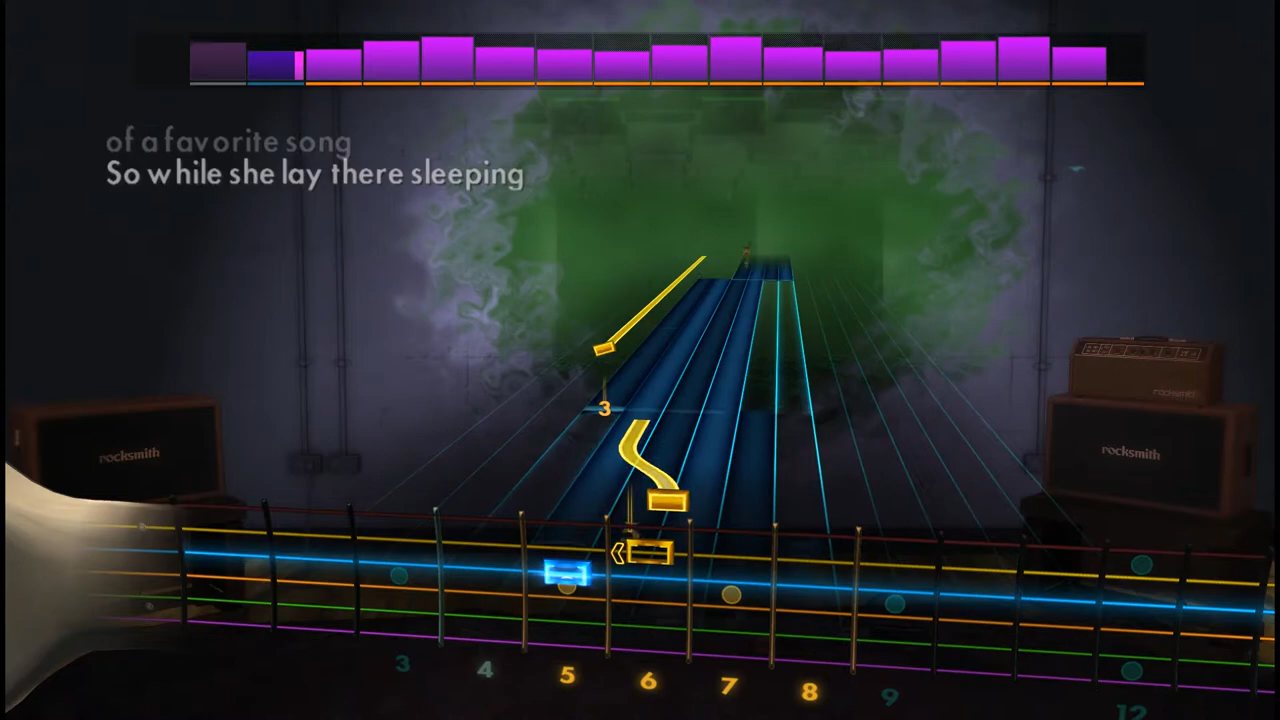 of a favorite song
So while she lay there sleeping
rocksmith
rocksmith
rocksmith
3
3 4 5 6 7 8 9 12